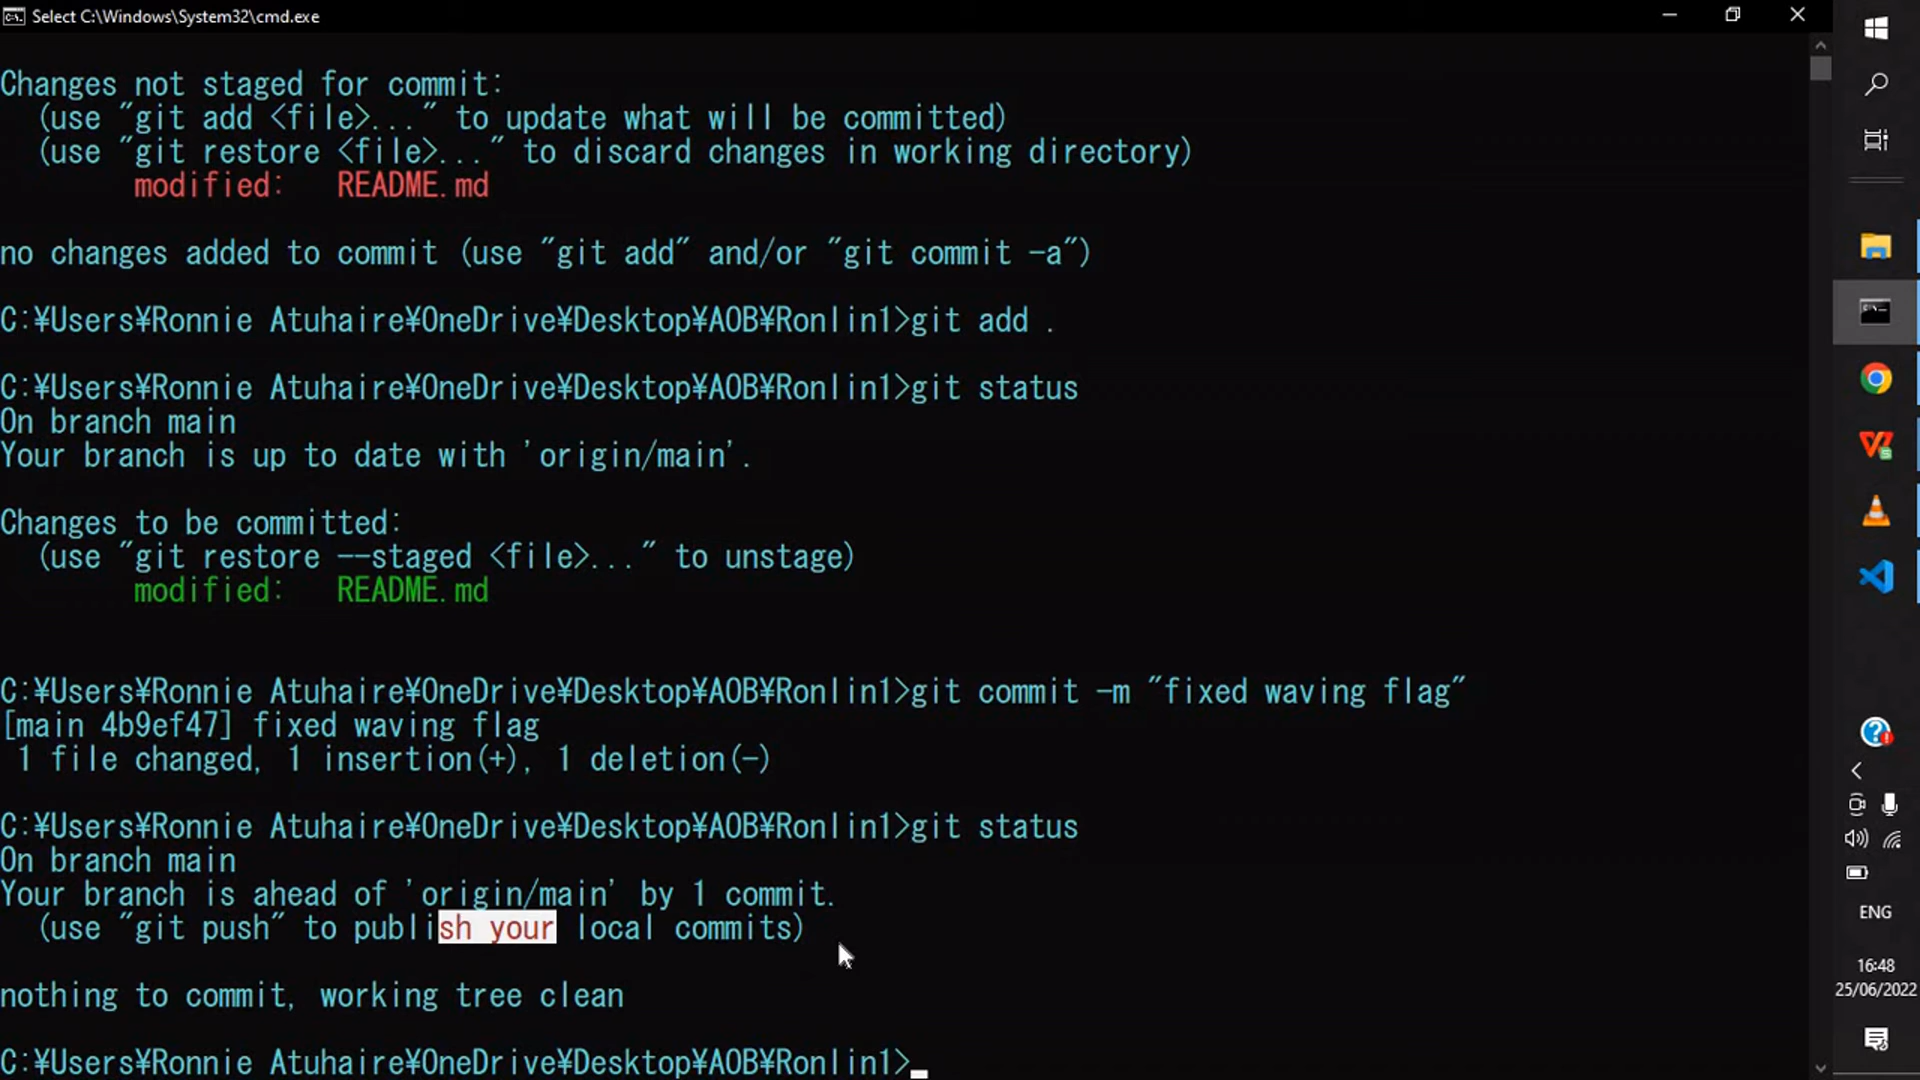 Select C:\Windows\System32\cmd.exe
Changes not staged for commit:
(use "git add <file>..." to update what will be committed)
(use "git restore <file>..." to discard changes in working directory)
modified: README.md
no changes added to commit (use "git add" and/or "git commit -a")
C:¥Users¥Ronnie Atuhaire¥OneDrive¥Desktop¥AOB¥Ronlin1>git add .
C:¥Users¥Ronnie Atuhaire¥OneDrive¥Desktop¥AOB¥Ronlin1>git status
On branch main
Your branch is up to date with 'origin/main'.
Changes to be committed:
(use "git restore --staged <file>..." to unstage)
modified: README.md
C:¥Users¥Ronnie Atuhaire¥OneDrive¥Desktop¥AOB¥Ronlin1>git commit -m "fixed waving flag"
[main 4b9ef47] fixed waving flag
1 file changed, 1 insertion(+), 1 deletion(-)
C:¥Users¥Ronnie Atuhaire¥OneDrive¥Desktop¥AOB¥Ronlin1>git status
On branch main
Your branch is ahead of 'origin/main' by 1 commit.
(use "git push" to publish your local commits)
nothing to commit, working tree clean
C:¥Users¥Ronnie Atuhaire¥OneDrive¥Desktop¥AOB¥Ronlin1>
ENG
16:48
25/06/2022